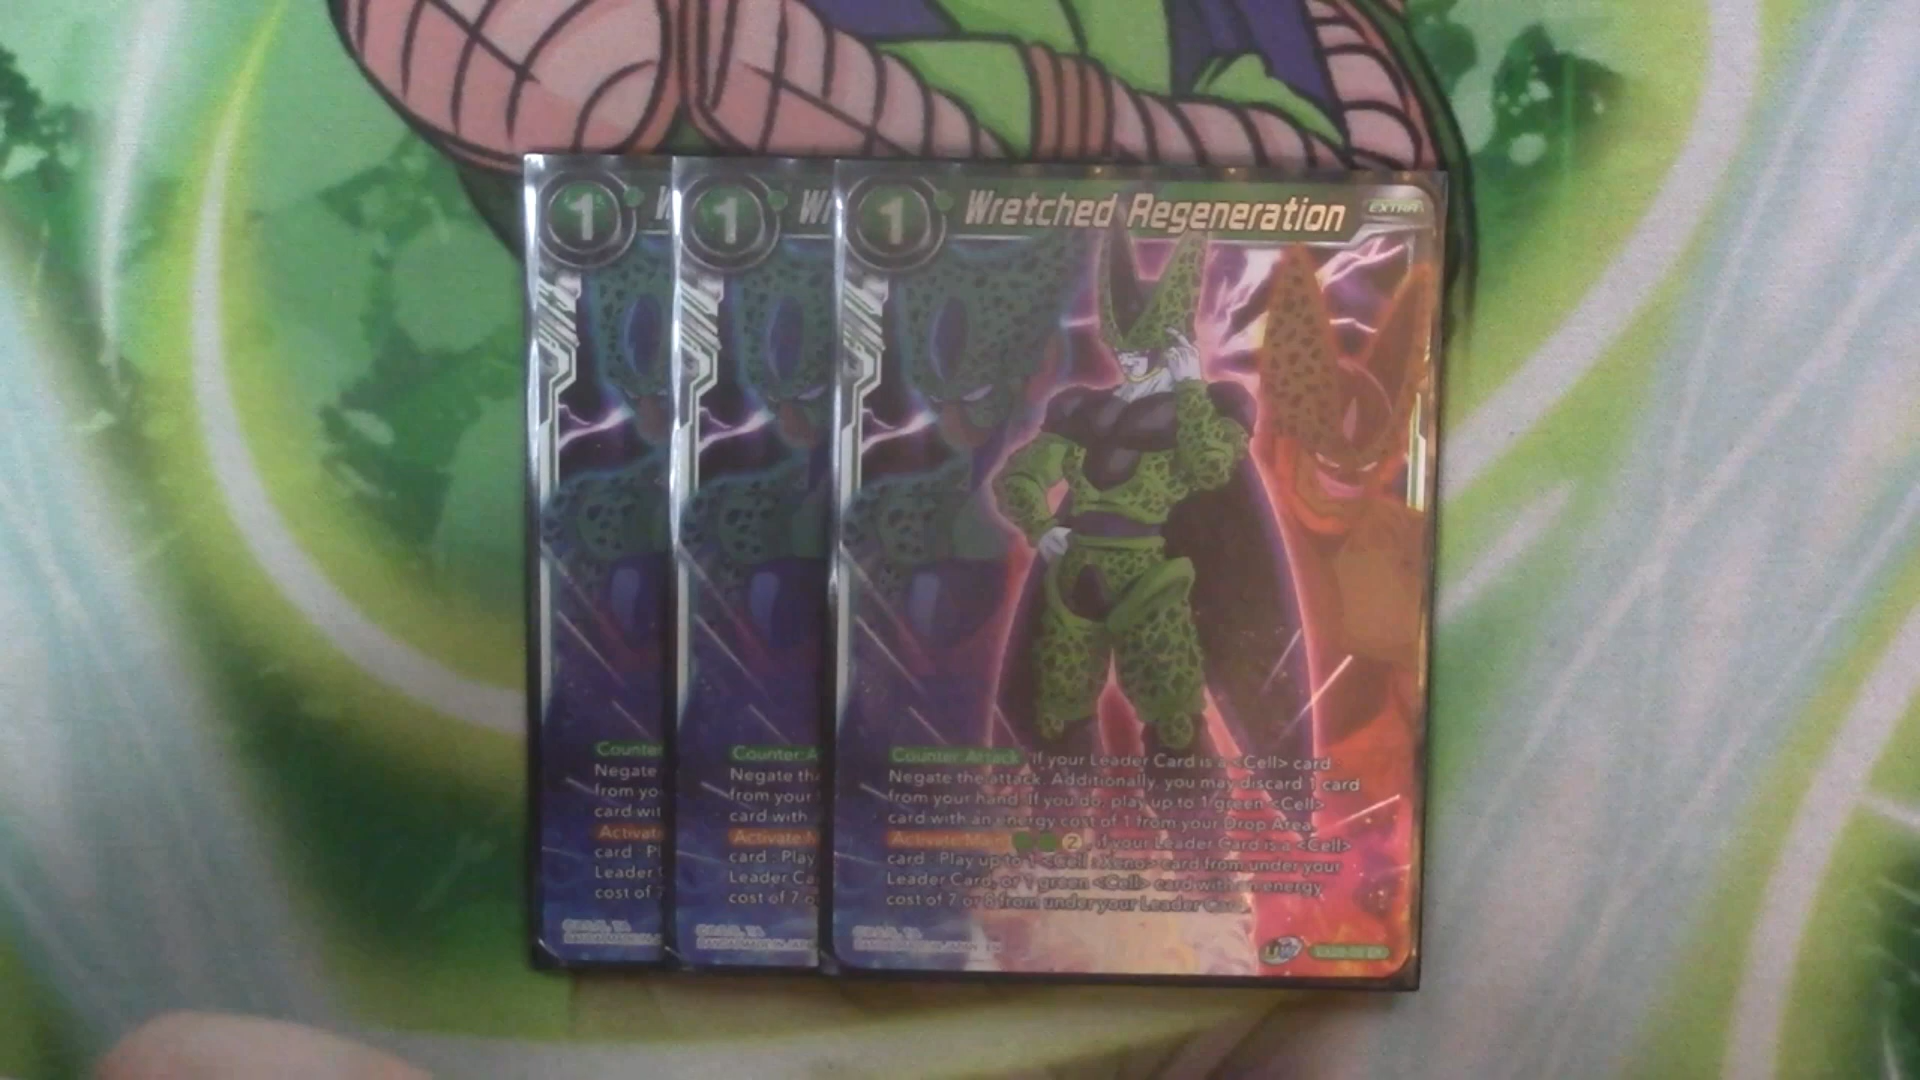 1 W
1 Wr
1 Wretched Regeneration EXTRA
Counter
Negate
from yo
card wit
Activate
card : Pl
Leader
cost of 7
Counter:A
Negate th
from your
card with
Activate:M
card : Play
Leader Ca
cost of 7 o
Counter:Attack If your Leader Card is a <Cell> card :
Negate the attack. Additionally, you may discard 1 card
from your hand. If you do, play up to 1 green <Cell>
card with an energy cost of 1 from your Drop Area.
Activate:Main 2, if your Leader Card is a <Cell>
card : Play up to 1 <Cell : Xeno> card from under your
Leader Card, or 1 green <Cell> card with an energy
cost of 7 or 8 from under your Leader Card.
BANDAI MADE IN JAPAN EN